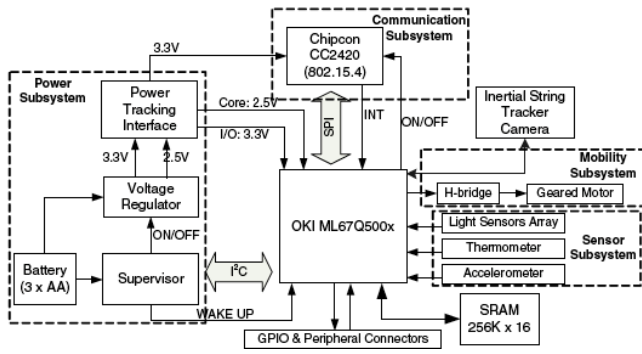 Communication
Subsystem
Chipcon
CC2420
(802.15.4)
3.3V
Power
Subsystem
Power
Tracking
Interface
Core: 2.5V
I/O: 3.3V
SPI
INT
ON/OFF
Inertial String
Tracker
Camera
3.3V
2.5V
Voltage
Regulator
Mobility
Subsystem
H-bridge
Geared Motor
OKI ML67Q500x
Light Sensors Array
Thermometer
Accelerometer
Sensor
Subsystem
ON/OFF
Battery
(3 x AA)
Supervisor
I²C
WAKE UP
GPIO & Peripheral Connectors
SRAM
256K x 16